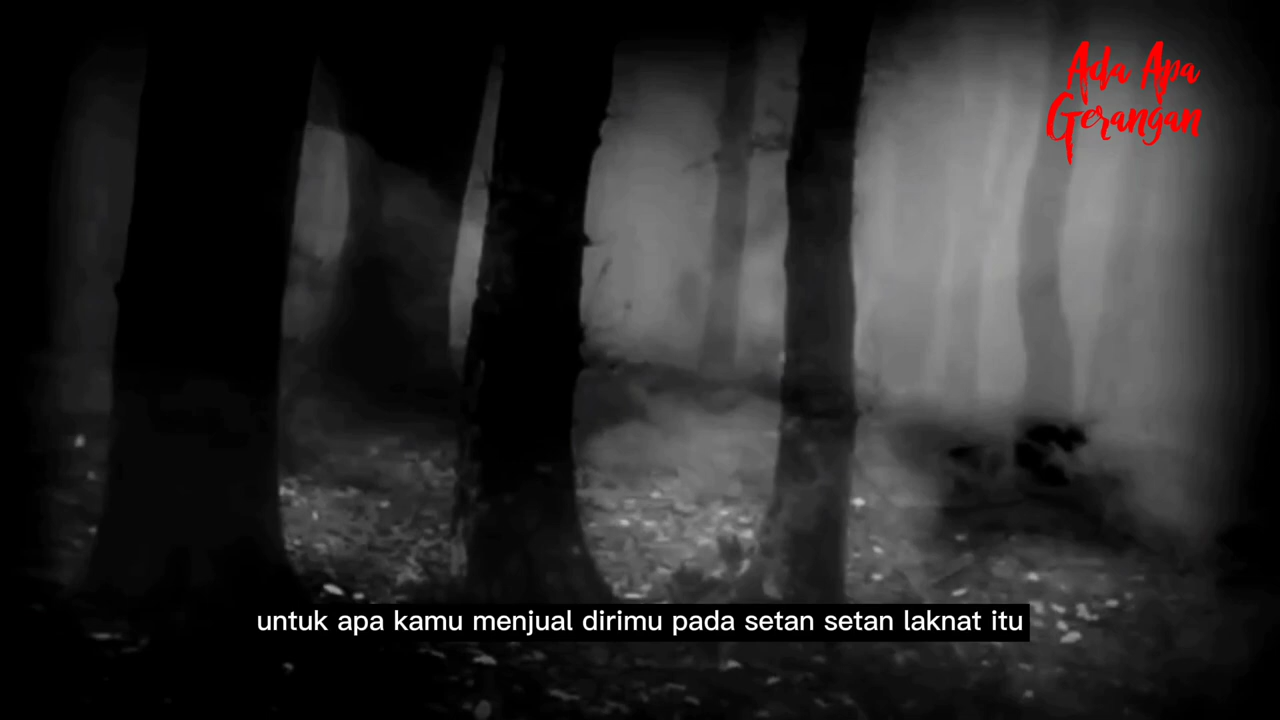 Ada Apa
Gerangan
untuk apa kamu menjual dirimu pada setan setan laknat itu